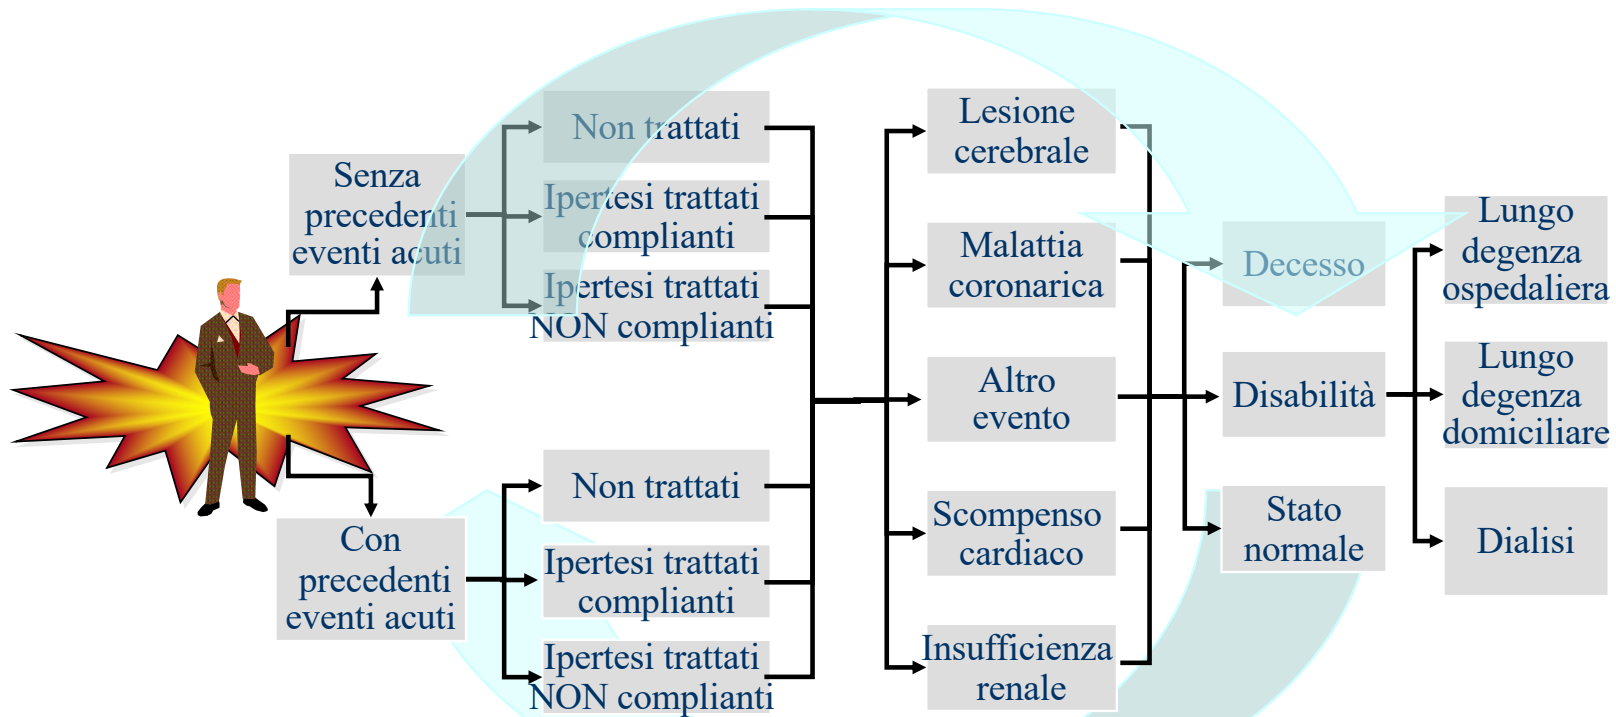 Senza
precedenti
eventi acuti
Con
precedenti
eventi acuti
Non trattati
Ipertesi trattati
complianti
Ipertesi trattati
NON complianti
Non trattati
Ipertesi trattati
complianti
Ipertesi trattati
NON complianti
Lesione
cerebrale
Malattia
coronarica
Altro
evento
Scompenso
cardiaco
Insufficienza
renale
Decesso
Disabilità
Stato
normale
Lungo
degenza
ospedaliera
Lungo
degenza
domiciliare
Dialisi